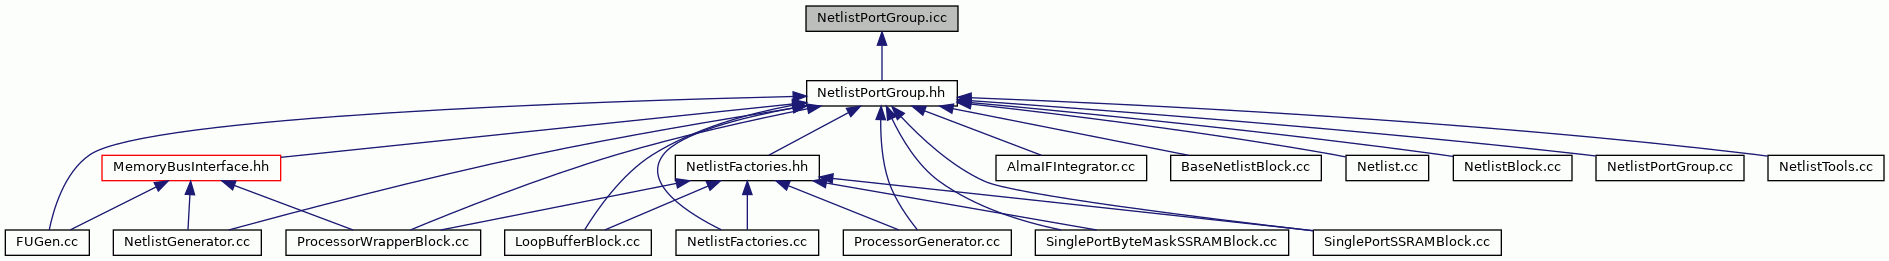 NetlistPortGroup.icc
NetlistPortGroup.hh
MemoryBusInterface.hh
NetlistFactories.hh
AlmaIFIntegrator.cc
BaseNetlistBlock.cc
Netlist.cc
NetlistBlock.cc
NetlistPortGroup.cc
NetlistTools.cc
FUGen.cc
NetlistGenerator.cc
ProcessorWrapperBlock.cc
LoopBufferBlock.cc
NetlistFactories.cc
ProcessorGenerator.cc
SinglePortByteMaskSSRAMBlock.cc
SinglePortSSRAMBlock.cc